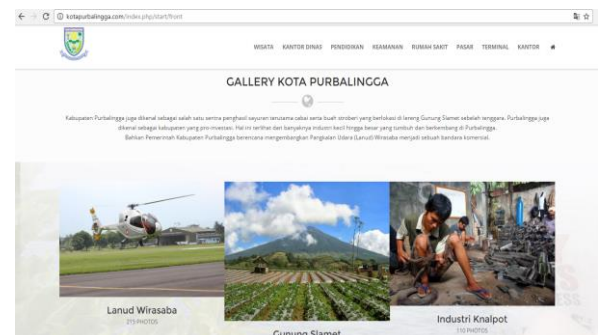 kotapurbalingga.com/index.php/start/front
WISATA KANTOR DINAS PENDIDIKAN KEAMANAN RUMAH SAKIT PASAR TERMINAL KANTOR
GALLERY KOTA PURBALINGGA
Kabupaten Purbalingga juga dikenal sebagai salah satu sentra penghasil sayuran terutama cabai serta buah stroberi yang berlokasi di lereng Gunung Slamet sebelah tenggara. Purbalingga juga
dikenal sebagai kabupaten yang pro-investasi. Hal ini terlihat dari banyaknya industri kecil hingga besar yang tumbuh dan berkembang di Purbalingga.
Bahkan Pemerintah Kabupaten Purbalingga berencana mengembangkan Pangkalan Udara (Lanud) Wirasaba menjadi sebuah bandara komersial.
Lanud Wirasaba
215 PHOTOS
Gunung Slamet
Industri Knalpot
110 PHOTOS